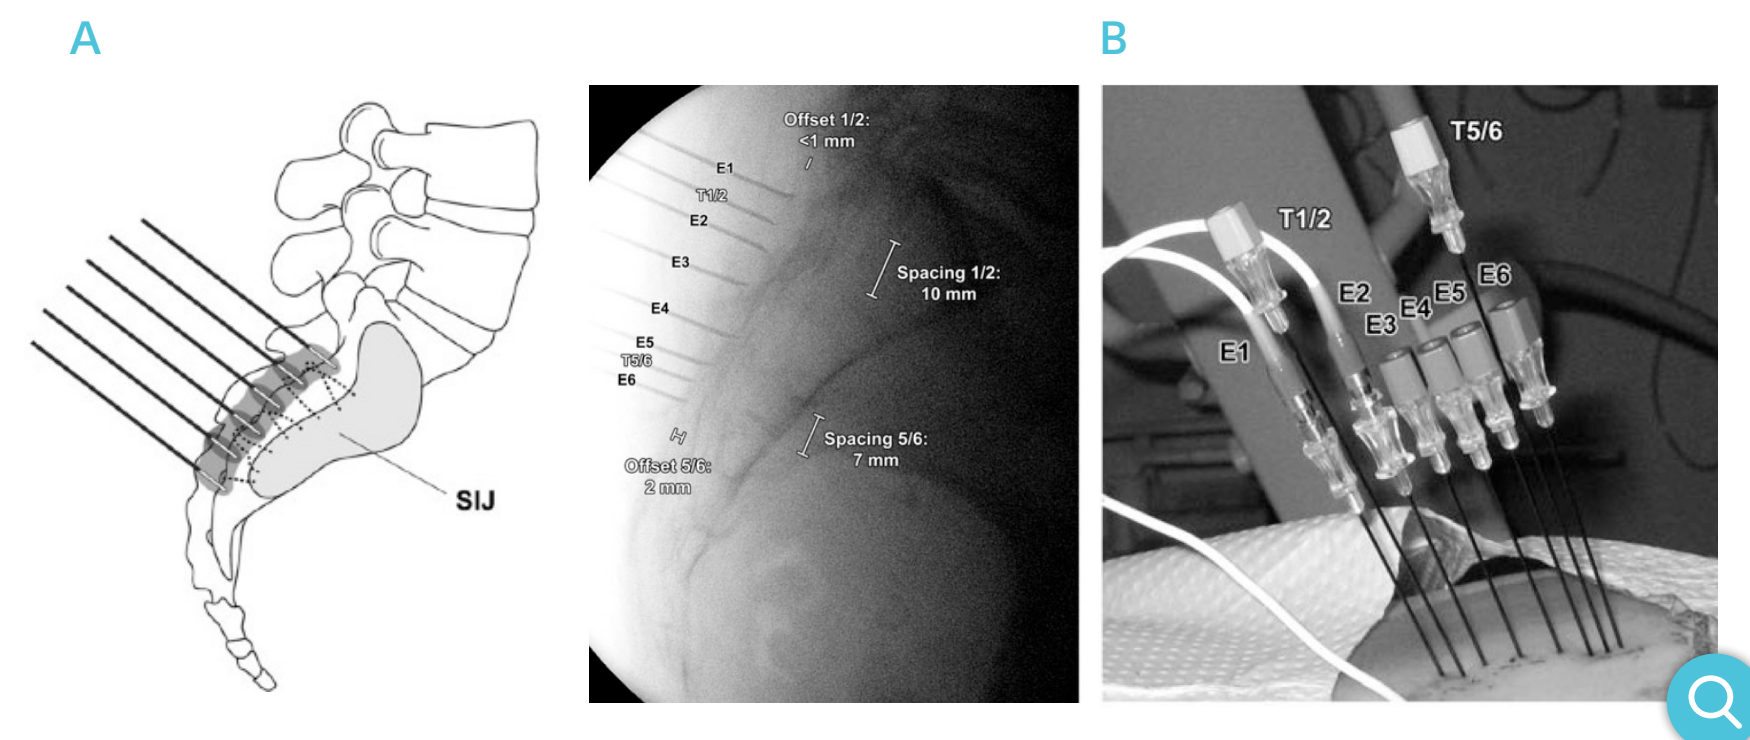 A
SIJ
Offset 1/2:
<1 mm
E1
T1/2
E2
E3
E4
E5
T5/6
E6
Spacing 1/2:
10 mm
Spacing 5/6:
7 mm
Offset 5/6:
2 mm
B
T5/6
T1/2
E6
E5
E2
E4
E3
E1